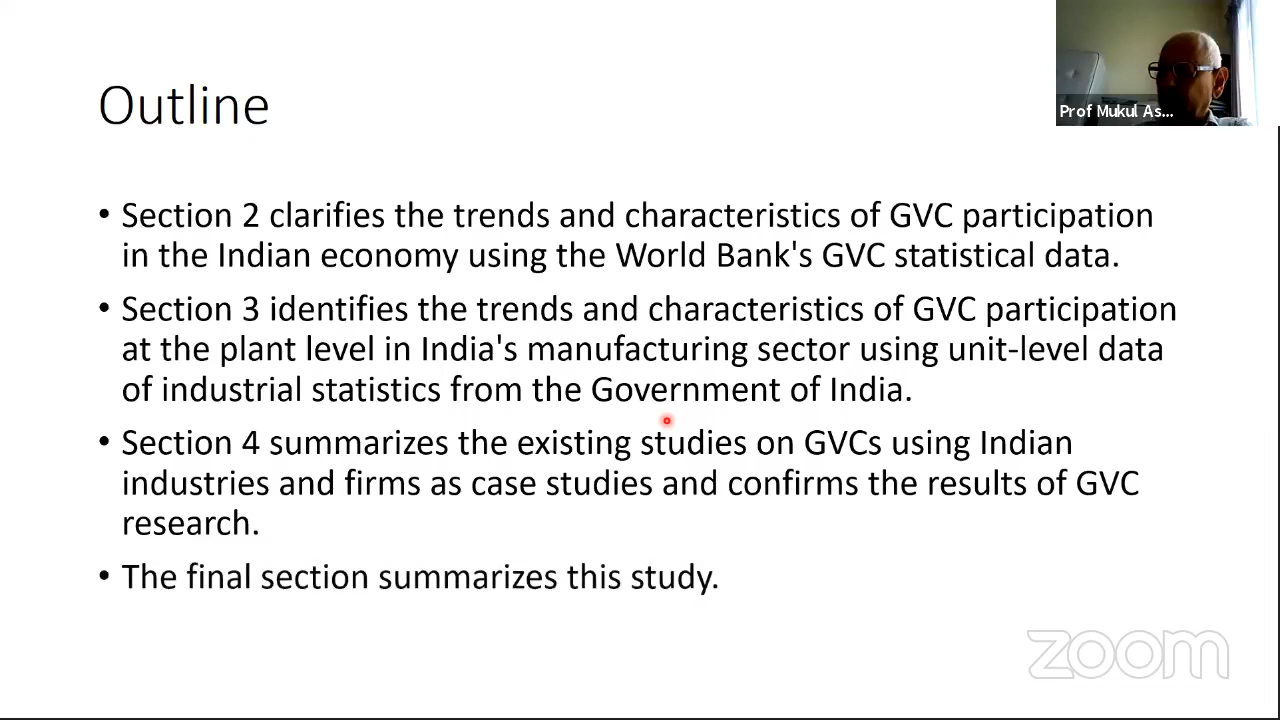 Outline
Prof Mukul As...
• Section 2 clarifies the trends and characteristics of GVC participation
in the Indian economy using the World Bank's GVC statistical data.
• Section 3 identifies the trends and characteristics of GVC participation
at the plant level in India's manufacturing sector using unit-level data
of industrial statistics from the Government of India.
• Section 4 summarizes the existing studies on GVCs using Indian
industries and firms as case studies and confirms the results of GVC
research.
• The final section summarizes this study.
zoom